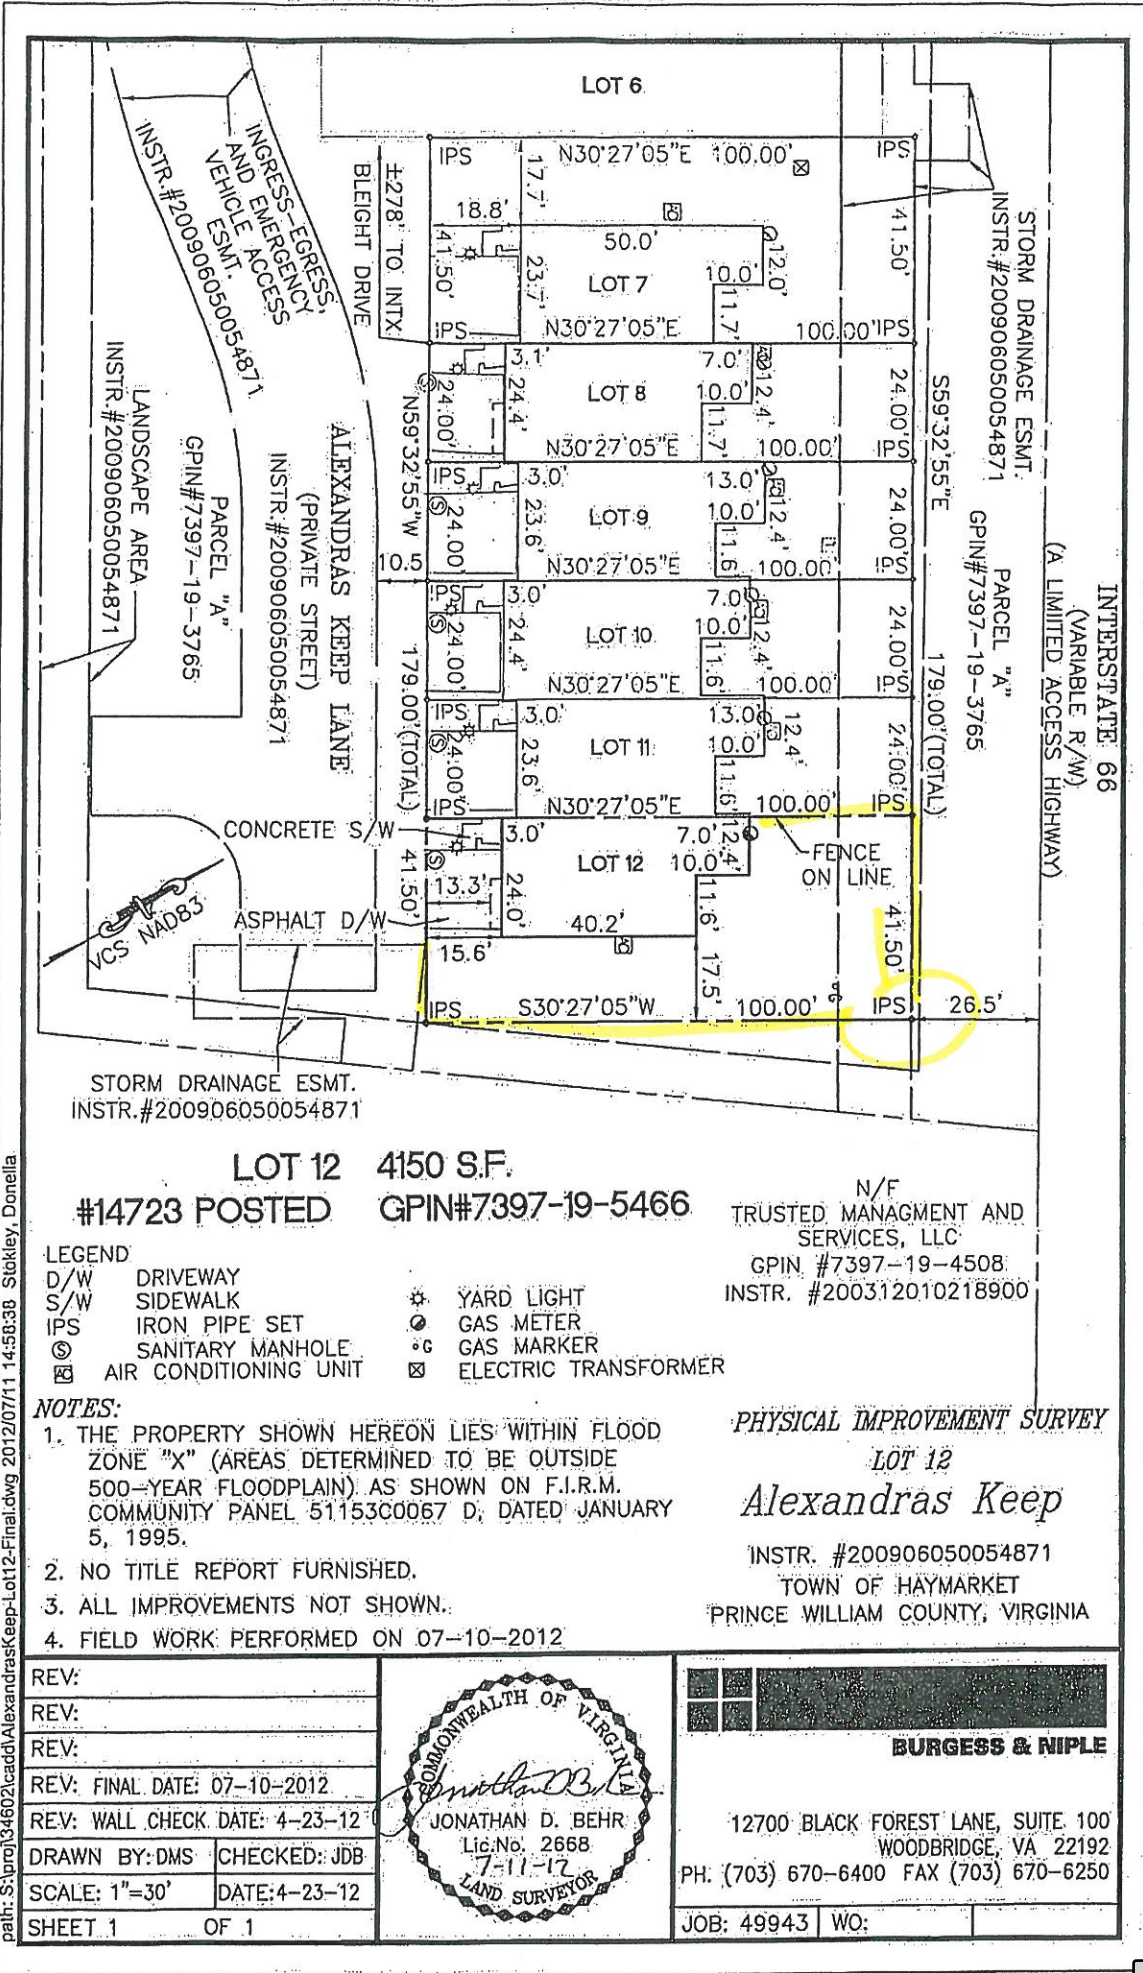 LOT 6
IPS
N30°27'05"E 100.00'
IPS
17.7'
41.50'
18.8'
50.0'
12.0'
41.50'
23.7'
LOT 7
10.0'
11.7'
IPS
N30°27'05"E
100.00'
IPS
3.1'
7.0'
24.00'
24.4'
LOT 8
10.0'
12.4'
11.7'
24.00'
N30°27'05"E
100.00'
IPS
IPS
3.0'
13.0'
24.00'
23.6'
LOT 9
10.0'
12.4'
11.6'
24.00'
N30°27'05"E
100.00'
IPS
IPS
3.0'
7.0'
24.00'
24.4'
LOT 10
10.0'
12.4'
11.6'
24.00'
N30°27'05"E
100.00'
IPS
IPS
3.0'
13.0'
12.4'
24.00'
23.6'
LOT 11
10.0'
11.6'
24.00'
IPS
N30°27'05"E
100.00'
IPS
CONCRETE S/W
3.0'
7.0'
12.4'
FENCE
ON LINE
LOT 12
10.0'
41.50'
13.3'
24.0'
11.6'
41.50'
ASPHALT D/W
40.2'
15.6'
17.5'
IPS
S30°27'05"W
100.00'
G
IPS
26.5'
INGRESS-EGRESS,
AND EMERGENCY
VEHICLE ACCESS
ESMT.
INSTR.#200906050054871
±278' TO INTX
BLEIGHT DRIVE
N59°32'55"W
179.00'(TOTAL)
10.5
ALEXANDRAS KEEP LANE
(PRIVATE STREET)
INSTR.#200906050054871
PARCEL "A"
GPIN#7397-19-3765
LANDSCAPE AREA
INSTR.#200906050054871
VCS NAD83
STORM DRAINAGE ESMT.
INSTR.#200906050054871
S59°32'55"E
179.00'(TOTAL)
PARCEL "A"
GPIN#7397-19-3765
INTERSTATE 66
(VARIABLE R/W)
(A LIMITED ACCESS HIGHWAY)
STORM DRAINAGE ESMT.
INSTR.#200906050054871
LOT 12 4150 S.F.
#14723 POSTED GPIN#7397-19-5466
N/F
TRUSTED MANAGMENT AND
SERVICES, LLC
GPIN #7397-19-4508
INSTR. #200312010218900
LEGEND
D/W DRIVEWAY
S/W SIDEWALK
IPS IRON PIPE SET
S SANITARY MANHOLE
AC AIR CONDITIONING UNIT
YARD LIGHT
GAS METER
G GAS MARKER
ELECTRIC TRANSFORMER
NOTES:
1. THE PROPERTY SHOWN HEREON LIES WITHIN FLOOD
ZONE "X" (AREAS DETERMINED TO BE OUTSIDE
500-YEAR FLOODPLAIN) AS SHOWN ON F.I.R.M.
COMMUNITY PANEL 51153C0067 D, DATED JANUARY
5, 1995.
2. NO TITLE REPORT FURNISHED.
3. ALL IMPROVEMENTS NOT SHOWN.
4. FIELD WORK PERFORMED ON 07-10-2012
PHYSICAL IMPROVEMENT SURVEY
LOT 12
Alexandras Keep
INSTR. #200906050054871
TOWN OF HAYMARKET
PRINCE WILLIAM COUNTY, VIRGINIA
REV:
REV:
REV:
REV: FINAL DATE: 07-10-2012
REV: WALL CHECK DATE: 4-23-12
DRAWN BY: DMS CHECKED: JDB
SCALE: 1"=30' DATE: 4-23-12
SHEET 1 OF 1
COMMONWEALTH OF VIRGINIA
JONATHAN D. BEHR
Lic. No. 2668
7-11-12
LAND SURVEYOR
BURGESS & NIPLE
12700 BLACK FOREST LANE, SUITE 100
WOODBRIDGE, VA 22192
PH. (703) 670-6400 FAX (703) 670-6250
JOB: 49943 WO:
path: S:\proj\34602\cadd\AlexandrasKeep-Lot12-Final.dwg 2012/07/11 14:58:38 Stokley, Donella